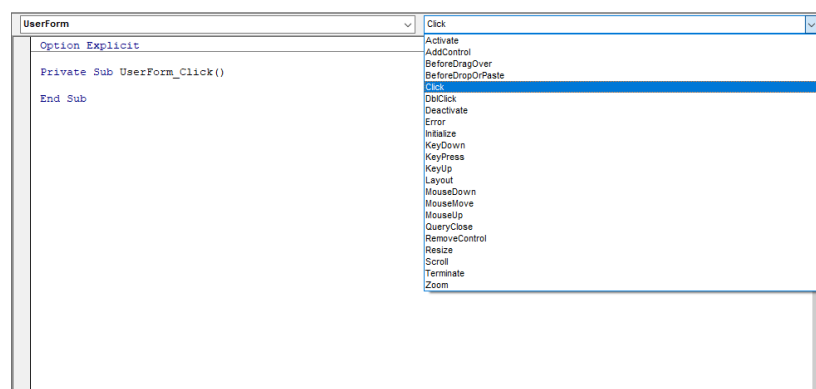 UserForm
Click
Option Explicit
Private Sub UserForm_Click()
End Sub
Activate
AddControl
BeforeDragOver
BeforeDropOrPaste
Click
DblClick
Deactivate
Error
Initialize
KeyDown
KeyPress
KeyUp
Layout
MouseDown
MouseMove
MouseUp
QueryClose
RemoveControl
Resize
Scroll
Terminate
Zoom